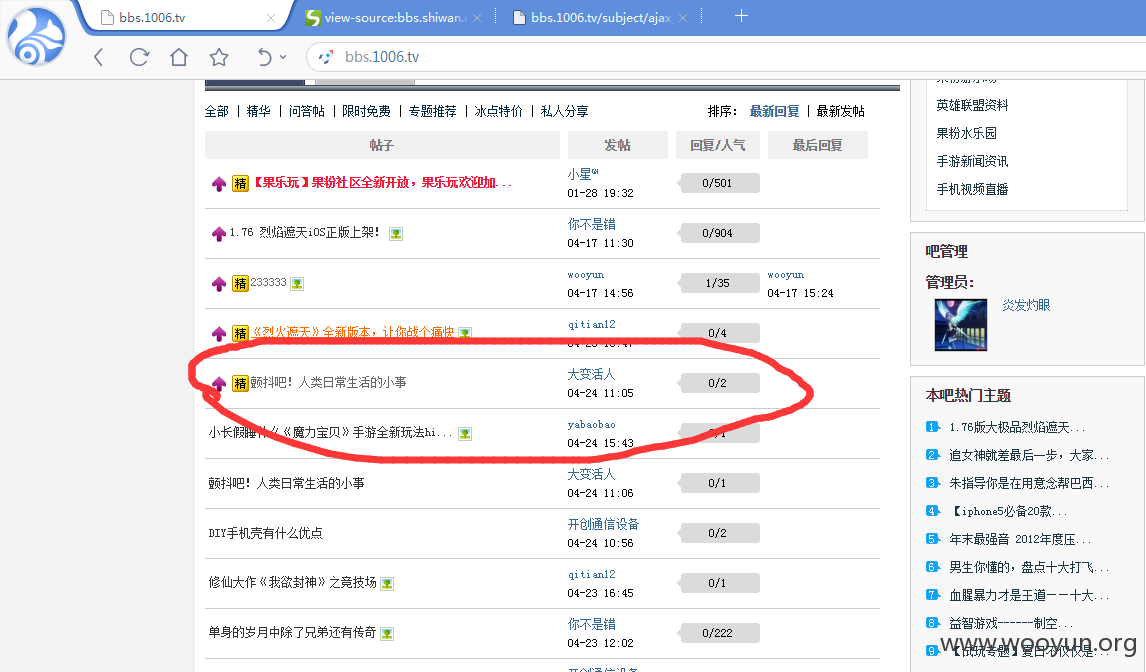 bbs.1006.tv
view-source:bbs.shiwan.
bbs.1006.tv/subject/ajax
bbs.1006.tv
全部 | 精华 | 问答帖 | 限时免费 | 专题推荐 | 冰点特价 | 私人分享
排序： 最新回复 | 最新发帖
帖子 发帖 回复/人气 最后回复
精 【果乐玩】果粉社区全新开放，果乐玩欢迎加...
小星
01-28 19:32
0/501
1.76 烈焰遮天iOS正版上架！
你不是错
04-17 11:30
0/904
精 233333
wooyun
04-17 14:56
1/35
wooyun
04-17 15:24
精 《烈火遮天》全新版本，让你战个痛快
qitian12
0/4
精 颤抖吧！人类日常生活的小事
大变活人
04-24 11:05
0/2
小长假睡什么《魔力宝贝》手游全新玩法hi...
yabaobao
04-24 15:43
颤抖吧！人类日常生活的小事
大变活人
04-24 11:06
0/1
DIY手机壳有什么优点
开创通信设备
04-24 10:56
0/2
修仙大作《我欲封神》之竞技场
qitian12
04-23 16:45
0/1
单身的岁月中除了兄弟还有传奇
你不是错
04-23 12:02
0/222
英雄联盟资料
果粉水乐园
手游新闻资讯
手机视频直播
吧管理
管理员：
炎发灼眼
本吧热门主题
1 1.76版大极品烈焰遮天...
2 追女神就差最后一步，大家...
3 朱指导你是在用意念帮巴西...
4 【iphone5必备20款...
5 年末最强音 2012年度压...
6 男生你懂的，盘点十大打飞...
7 血腥暴力才是王道——十大...
8 益智游戏------制空...
9
www.wooyun.org